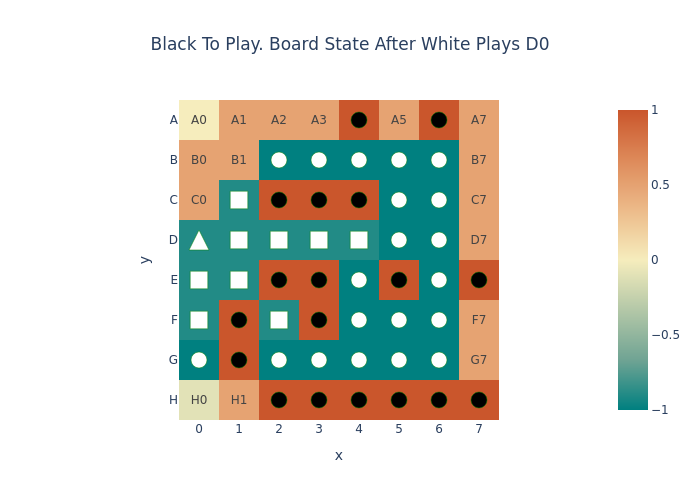 Black To Play. Board State After White Plays D0
A A0 A1 A2 A3 A5 A7
B B0 B1 B7
C C0 C7
D D7
E
F F7
G G7
H H0 H1
0 1 2 3 4 5 6 7
x
y
1
0.5
0
−0.5
−1